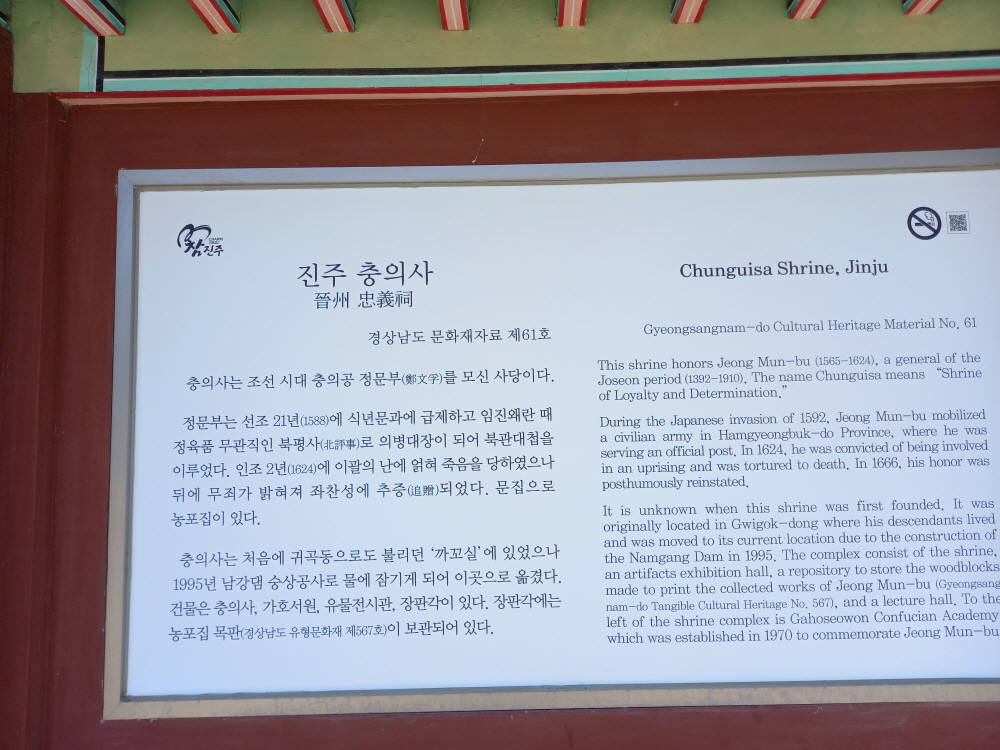 참진주
진주 충의사
晉州 忠義祠
경상남도 문화재자료 제61호
충의사는 조선 시대 충의공 정문부(鄭文孚)를 모신 사당이다.
정문부는 선조 21년(1588)에 식년문과에 급제하고 임진왜란 때
정육품 무관직인 북평사(北評事)로 의병대장이 되어 북관대첩을
이루었다. 인조 2년(1624)에 이괄의 난에 얽혀 죽음을 당하였으나
뒤에 무죄가 밝혀져 좌찬성에 추증(追贈)되었다. 문집으로
농포집이 있다.
충의사는 처음에 귀곡동으로도 불리던 ‘까꼬실’에 있었으나
1995년 남강댐 숭상공사로 물에 잠기게 되어 이곳으로 옮겼다.
건물은 충의사, 가호서원, 유물전시관, 장판각이 있다. 장판각에는
농포집 목판(경상남도 유형문화재 제567호)이 보관되어 있다.
Chunguisa Shrine, Jinju
Gyeongsangnam-do Cultural Heritage Material No. 61
This shrine honors Jeong Mun-bu (1565-1624), a general of the
Joseon period (1392-1910). The name Chunguisa means “Shrine
of Loyalty and Determination.”
During the Japanese invasion of 1592, Jeong Mun-bu mobilized
a civilian army in Hamgyeongbuk-do Province, where he was
serving an official post. In 1624, he was convicted of being involved
in an uprising and was tortured to death. In 1666, his honor was
posthumously reinstated.
It is unknown when this shrine was first founded. It was
originally located in Gwigok-dong where his descendants lived
and was moved to its current location due to the construction of
the Namgang Dam in 1995. The complex consist of the shrine,
an artifacts exhibition hall, a repository to store the woodblocks
made to print the collected works of Jeong Mun-bu (Gyeongsang
nam-do Tangible Cultural Heritage No. 567), and a lecture hall. To the
left of the shrine complex is Gahoseowon Confucian Academy
which was established in 1970 to commemorate Jeong Mun-bu